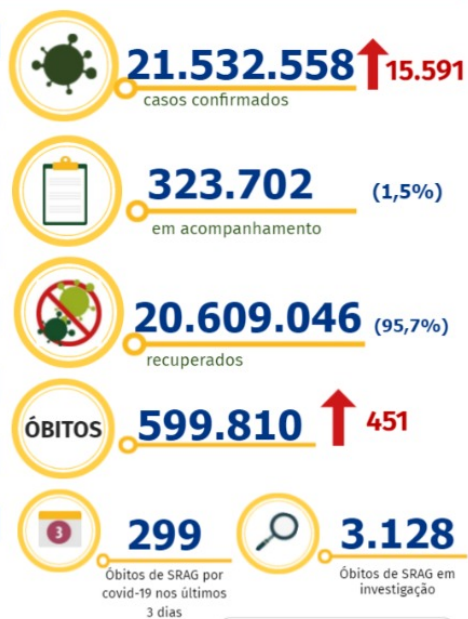 21.532.558 15.591
casos confirmados
323.702 (1,5%)
em acompanhamento
20.609.046 (95,7%)
recuperados
ÓBITOS 599.810 451
3 299 3.128
Óbitos de SRAG por
covid-19 nos últimos
3 dias
Óbitos de SRAG em
investigação